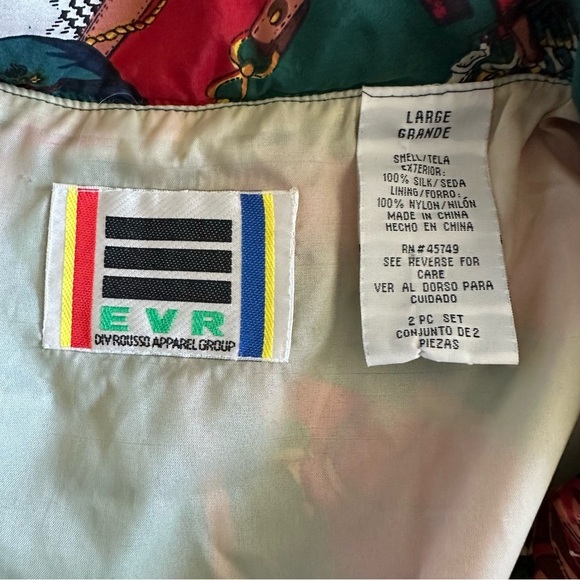 EVR
DIV ROUSSO APPAREL GROUP
LARGE
GRANDE
SHELL/TELA
EXTERIOR:
100% SILK/SEDA
LINING/FORRO:
100% NYLON/NILÓN
MADE IN CHINA
HECHO EN CHINA
RN# 45749
SEE REVERSE FOR
CARE
VER AL DORSO PARA
CUIDADO
2 PC SET
CONJUNTO DE 2
PIEZAS